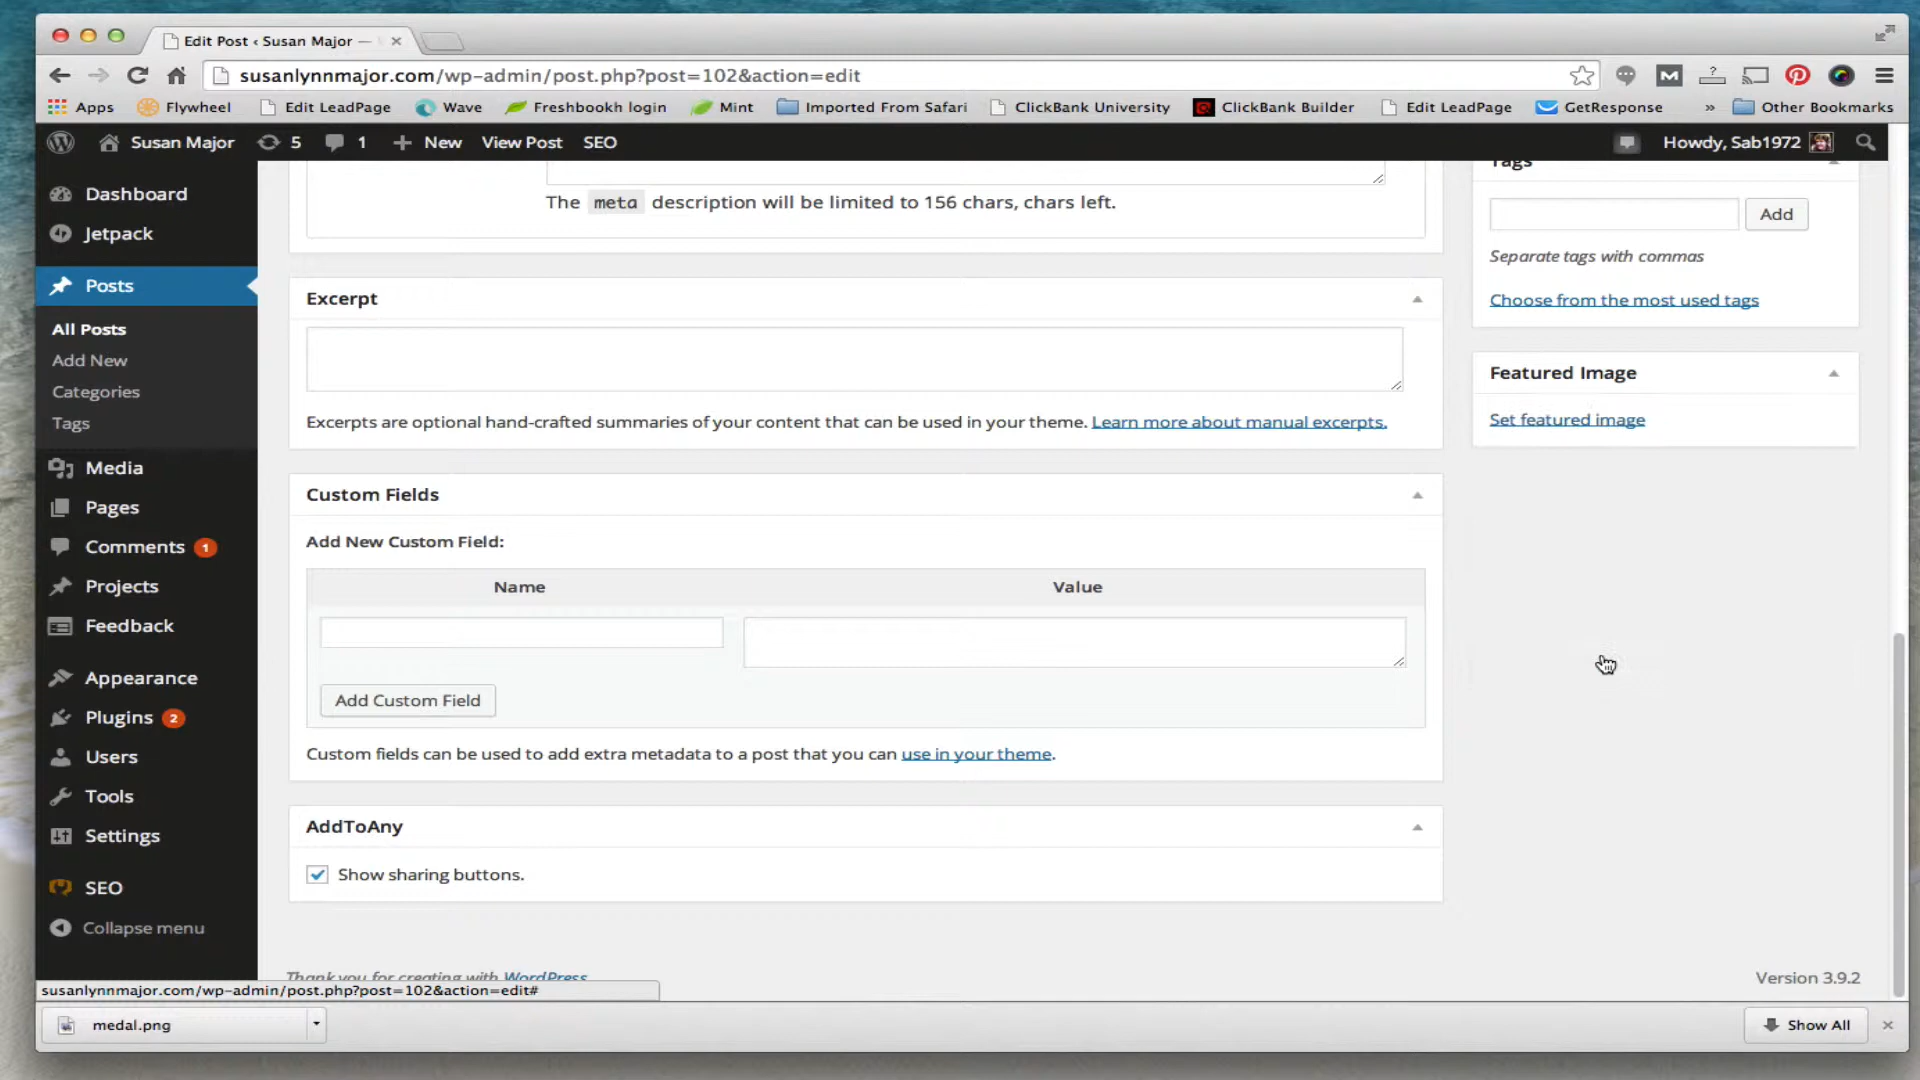 Edit Post ‹ Susan Major —
susanlynnmajor.com/wp-admin/post.php?post=102&action=edit
Apps Flywheel Edit LeadPage Wave Freshbookh login Mint Imported From Safari ClickBank University ClickBank Builder Edit LeadPage GetResponse » Other Bookmarks
Susan Major 5 1 + New View Post SEO Howdy, Sab1972
Dashboard
Jetpack
Posts
All Posts
Add New
Categories
Tags
Media
Pages
Comments 1
Projects
Feedback
Appearance
Plugins 2
Users
Tools
Settings
SEO
Collapse menu
The meta description will be limited to 156 chars, chars left.
Excerpt
Excerpts are optional hand-crafted summaries of your content that can be used in your theme. Learn more about manual excerpts.
Custom Fields
Add New Custom Field:
Name Value
Add Custom Field
Custom fields can be used to add extra metadata to a post that you can use in your theme.
AddToAny
Show sharing buttons.
Thank you for creating with WordPress
Version 3.9.2
Tags
Add
Separate tags with commas
Choose from the most used tags
Featured Image
Set featured image
susanlynnmajor.com/wp-admin/post.php?post=102&action=edit#
medal.png
Show All